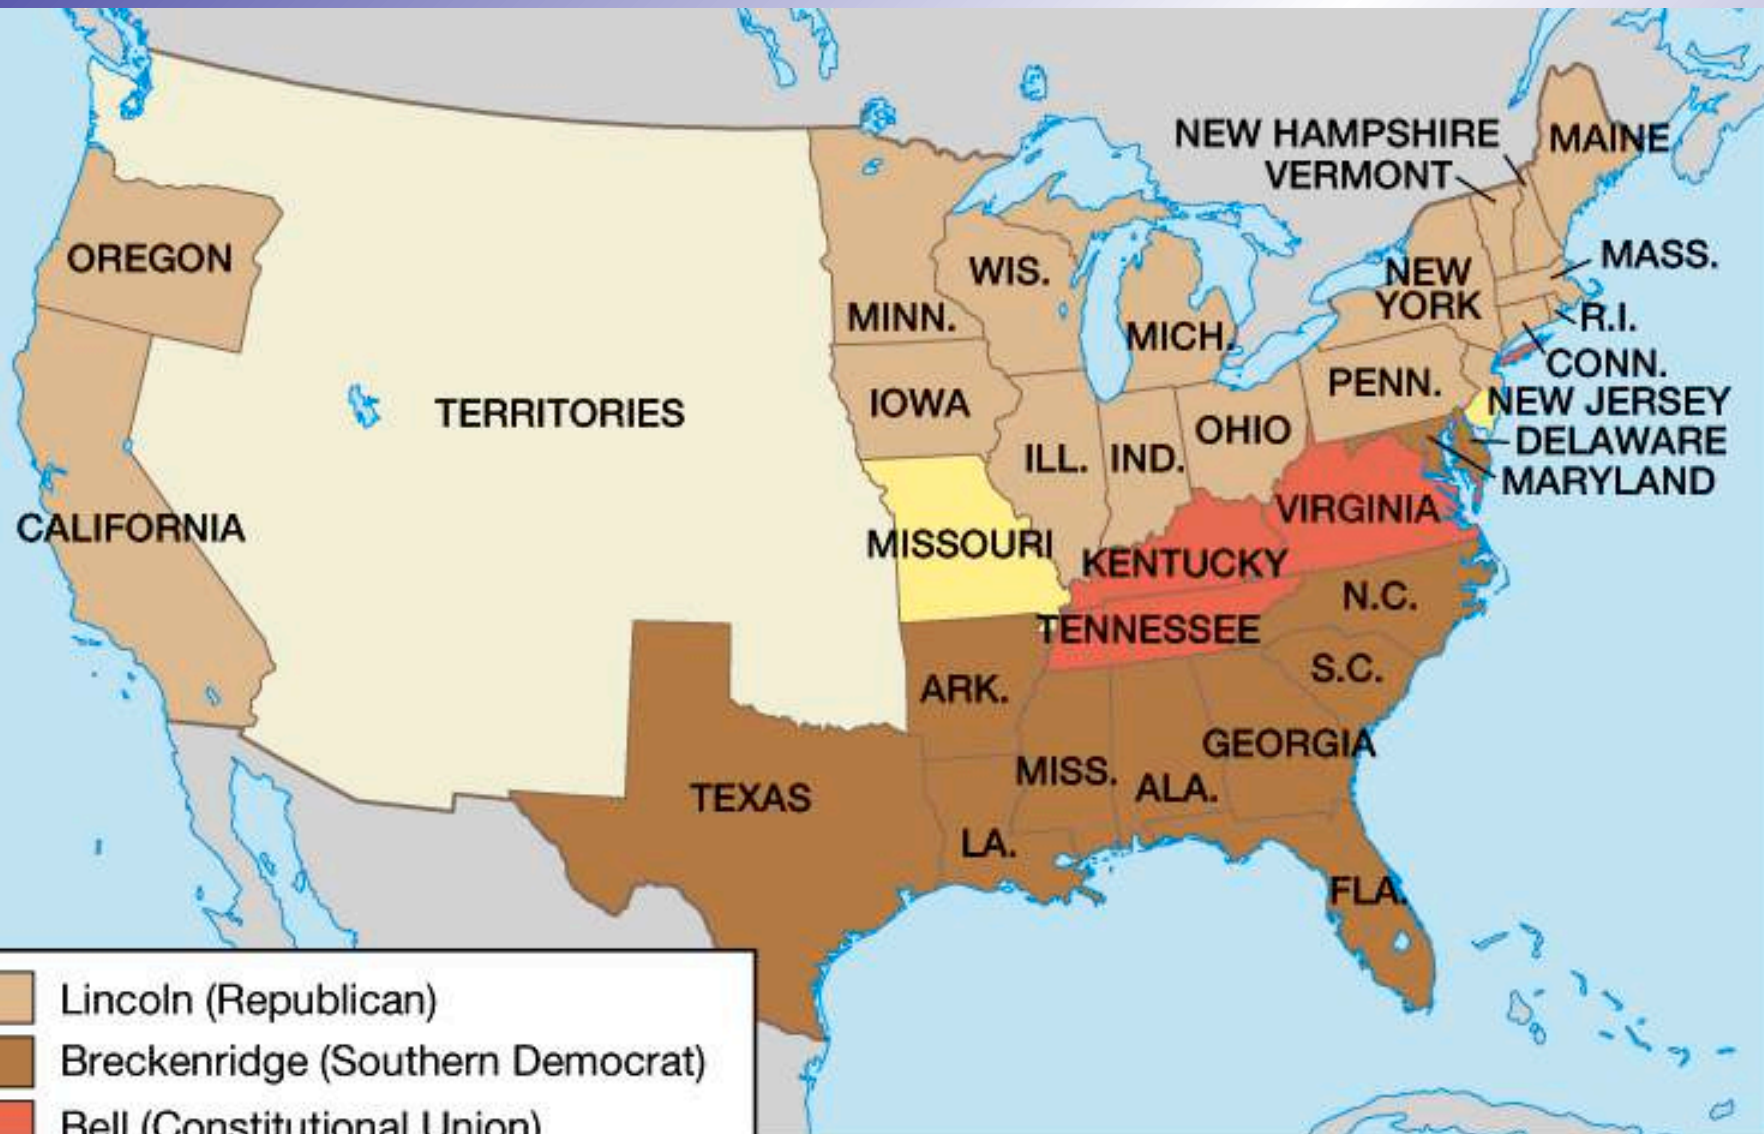 NEW HAMPSHIRE
MAINE
VERMONT
OREGON
WIS.
MASS.
NEW
YORK
MINN.
MICH.
R.I.
CONN.
PENN.
IOWA
NEW JERSEY
TERRITORIES
OHIO
DELAWARE
ILL.
IND.
MARYLAND
VIRGINIA
CALIFORNIA
MISSOURI
KENTUCKY
N.C.
TENNESSEE
S.C.
ARK.
GEORGIA
MISS.
ALA.
TEXAS
LA.
FLA.
Lincoln (Republican)
Breckenridge (Southern Democrat)
Bell (Constitutional Union)